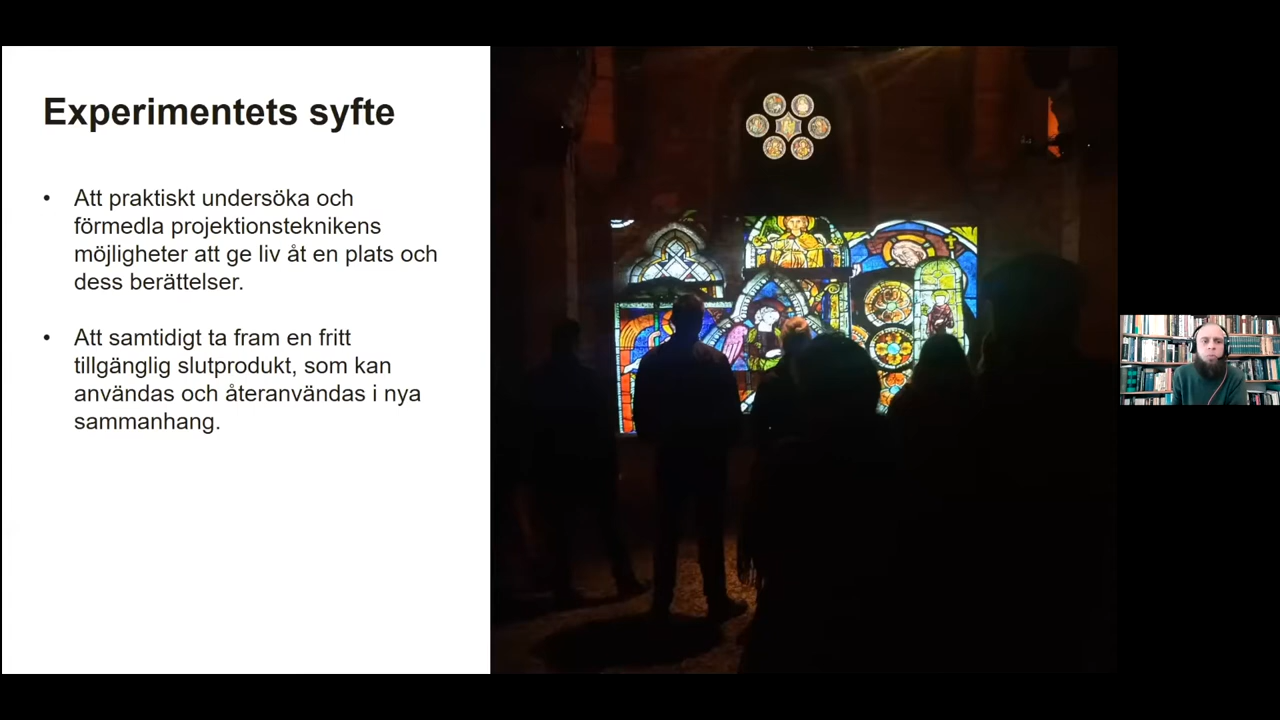 Experimentets syfte
• Att praktiskt undersöka och
förmedla projektionsteknikens
möjligheter att ge liv åt en plats och
dess berättelser.
• Att samtidigt ta fram en fritt
tillgänglig slutprodukt, som kan
användas och återanvändas i nya
sammanhang.